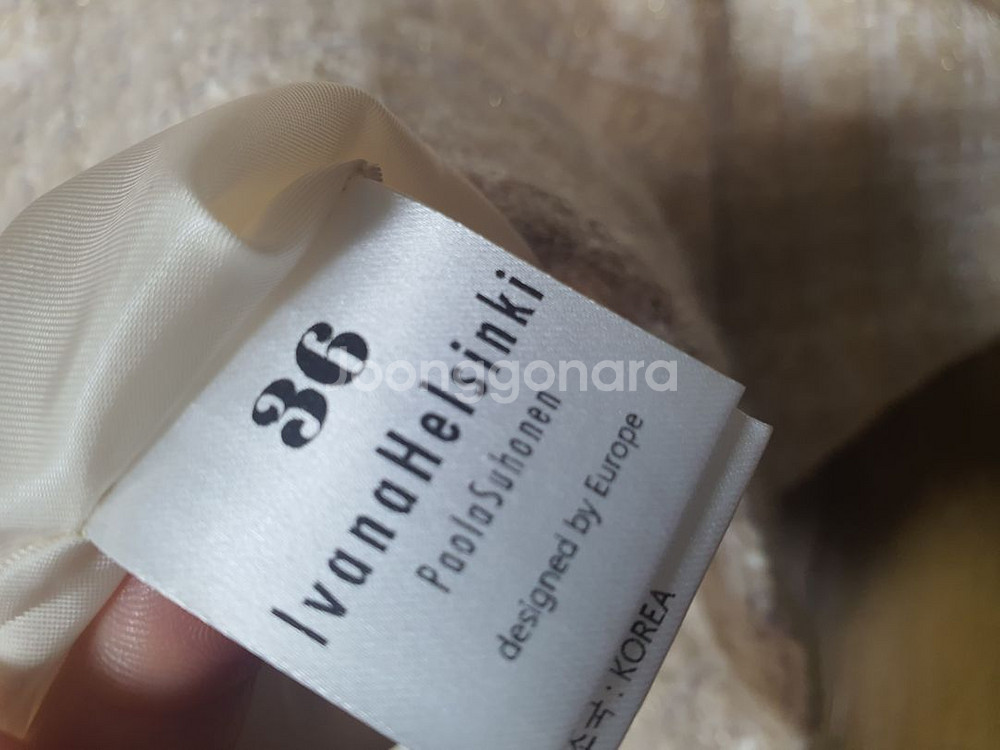 36
IvanaHelsinki
PaolaSuhonen
designed by Europe
: KOREA
joonggonara